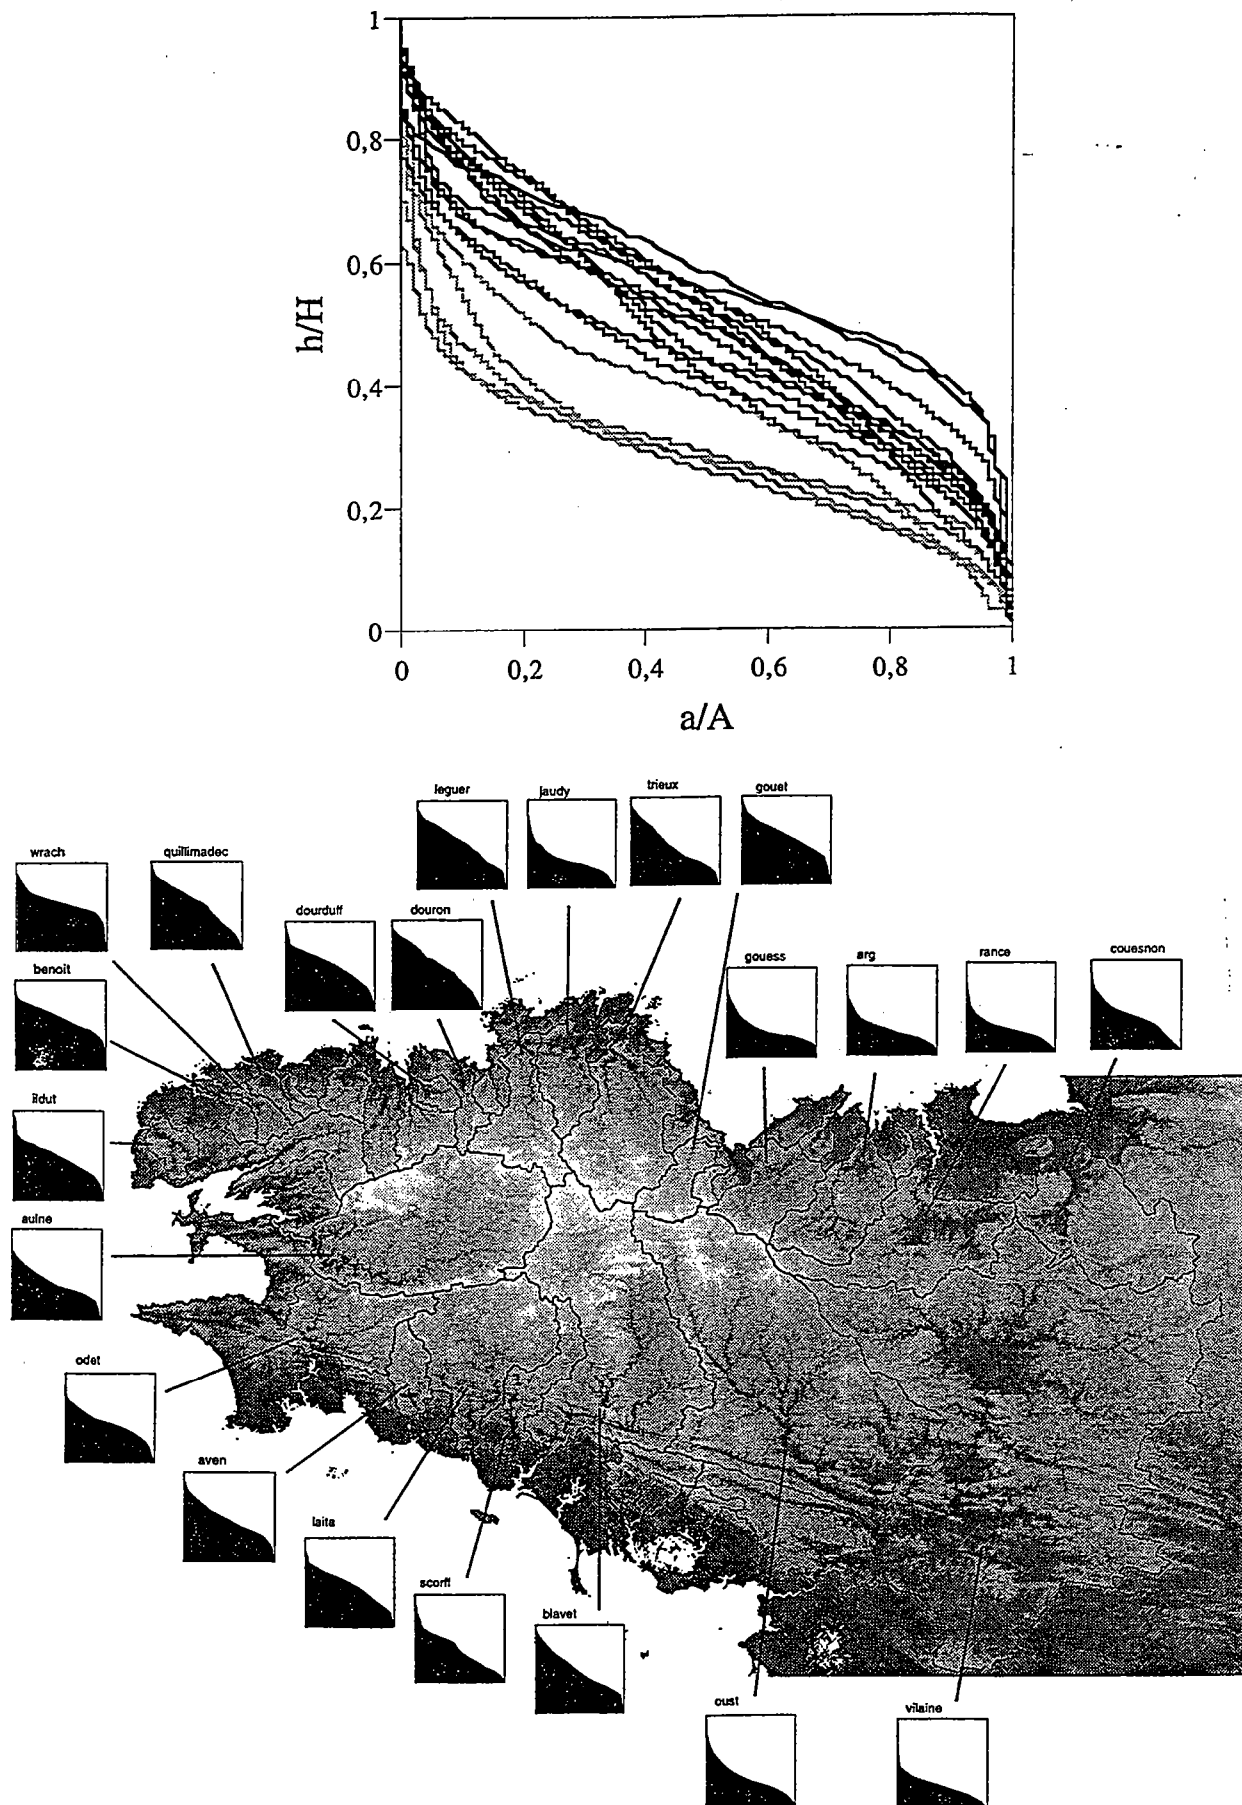 1
0,8
0,6
0,4
0,2
0
h/H
0 0,2 0,4 0,6 0,8 1
a/A
leguer jaudy trieux gouet
wrach quillimadec
dourduff douron
benoit
gouess arg rance couesnon
ildut
aulne
odet
aven
laita
scorff
blavet
oust
vilaine